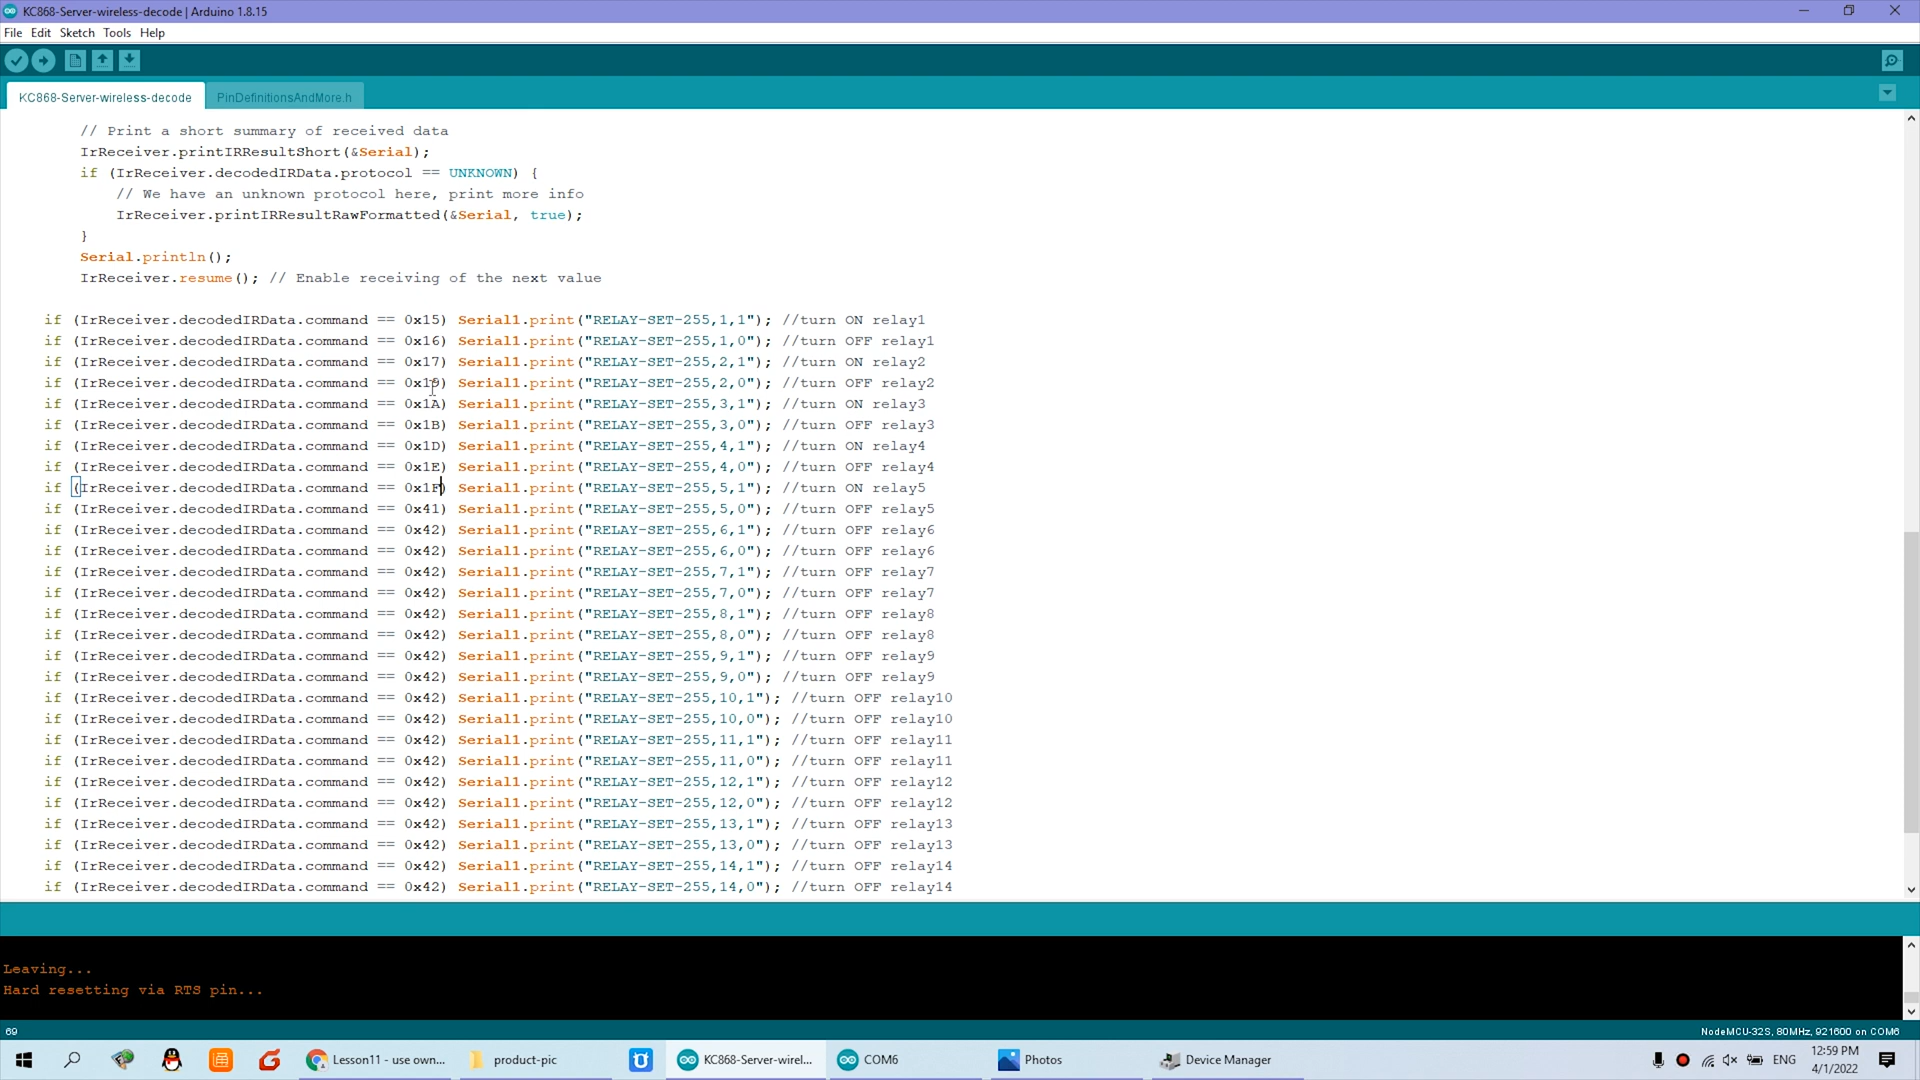 KC868-Server-wireless-decode | Arduino 1.8.15
File Edit Sketch Tools Help
KC868-Server-wireless-decode PinDefinitionsAndMore.h
// Print a short summary of received data
IrReceiver.printIRResultShort(&Serial);
if (IrReceiver.decodedIRData.protocol == UNKNOWN) {
// We have an unknown protocol here, print more info
IrReceiver.printIRResultRawFormatted(&Serial, true);
}
Serial.println();
IrReceiver.resume(); // Enable receiving of the next value
if (IrReceiver.decodedIRData.command == 0x15) Serial1.print("RELAY-SET-255,1,1"); //turn ON relay1
if (IrReceiver.decodedIRData.command == 0x16) Serial1.print("RELAY-SET-255,1,0"); //turn OFF relay1
if (IrReceiver.decodedIRData.command == 0x17) Serial1.print("RELAY-SET-255,2,1"); //turn ON relay2
if (IrReceiver.decodedIRData.command == 0x19) Serial1.print("RELAY-SET-255,2,0"); //turn OFF relay2
if (IrReceiver.decodedIRData.command == 0x1A) Serial1.print("RELAY-SET-255,3,1"); //turn ON relay3
if (IrReceiver.decodedIRData.command == 0x1B) Serial1.print("RELAY-SET-255,3,0"); //turn OFF relay3
if (IrReceiver.decodedIRData.command == 0x1D) Serial1.print("RELAY-SET-255,4,1"); //turn ON relay4
if (IrReceiver.decodedIRData.command == 0x1E) Serial1.print("RELAY-SET-255,4,0"); //turn OFF relay4
if (IrReceiver.decodedIRData.command == 0x1F) Serial1.print("RELAY-SET-255,5,1"); //turn ON relay5
if (IrReceiver.decodedIRData.command == 0x41) Serial1.print("RELAY-SET-255,5,0"); //turn OFF relay5
if (IrReceiver.decodedIRData.command == 0x42) Serial1.print("RELAY-SET-255,6,1"); //turn OFF relay6
if (IrReceiver.decodedIRData.command == 0x42) Serial1.print("RELAY-SET-255,6,0"); //turn OFF relay6
if (IrReceiver.decodedIRData.command == 0x42) Serial1.print("RELAY-SET-255,7,1"); //turn OFF relay7
if (IrReceiver.decodedIRData.command == 0x42) Serial1.print("RELAY-SET-255,7,0"); //turn OFF relay7
if (IrReceiver.decodedIRData.command == 0x42) Serial1.print("RELAY-SET-255,8,1"); //turn OFF relay8
if (IrReceiver.decodedIRData.command == 0x42) Serial1.print("RELAY-SET-255,8,0"); //turn OFF relay8
if (IrReceiver.decodedIRData.command == 0x42) Serial1.print("RELAY-SET-255,9,1"); //turn OFF relay9
if (IrReceiver.decodedIRData.command == 0x42) Serial1.print("RELAY-SET-255,9,0"); //turn OFF relay9
if (IrReceiver.decodedIRData.command == 0x42) Serial1.print("RELAY-SET-255,10,1"); //turn OFF relay10
if (IrReceiver.decodedIRData.command == 0x42) Serial1.print("RELAY-SET-255,10,0"); //turn OFF relay10
if (IrReceiver.decodedIRData.command == 0x42) Serial1.print("RELAY-SET-255,11,1"); //turn OFF relay11
if (IrReceiver.decodedIRData.command == 0x42) Serial1.print("RELAY-SET-255,11,0"); //turn OFF relay11
if (IrReceiver.decodedIRData.command == 0x42) Serial1.print("RELAY-SET-255,12,1"); //turn OFF relay12
if (IrReceiver.decodedIRData.command == 0x42) Serial1.print("RELAY-SET-255,12,0"); //turn OFF relay12
if (IrReceiver.decodedIRData.command == 0x42) Serial1.print("RELAY-SET-255,13,1"); //turn OFF relay13
if (IrReceiver.decodedIRData.command == 0x42) Serial1.print("RELAY-SET-255,13,0"); //turn OFF relay13
if (IrReceiver.decodedIRData.command == 0x42) Serial1.print("RELAY-SET-255,14,1"); //turn OFF relay14
if (IrReceiver.decodedIRData.command == 0x42) Serial1.print("RELAY-SET-255,14,0"); //turn OFF relay14
Leaving...
Hard resetting via RTS pin...
69 NodeMCU-32S, 80MHz, 921600 on COM6
Lesson11 - use own... product-pic KC868-Server-wirel... COM6 Photos Device Manager ENG 12:59 PM
4/1/2022